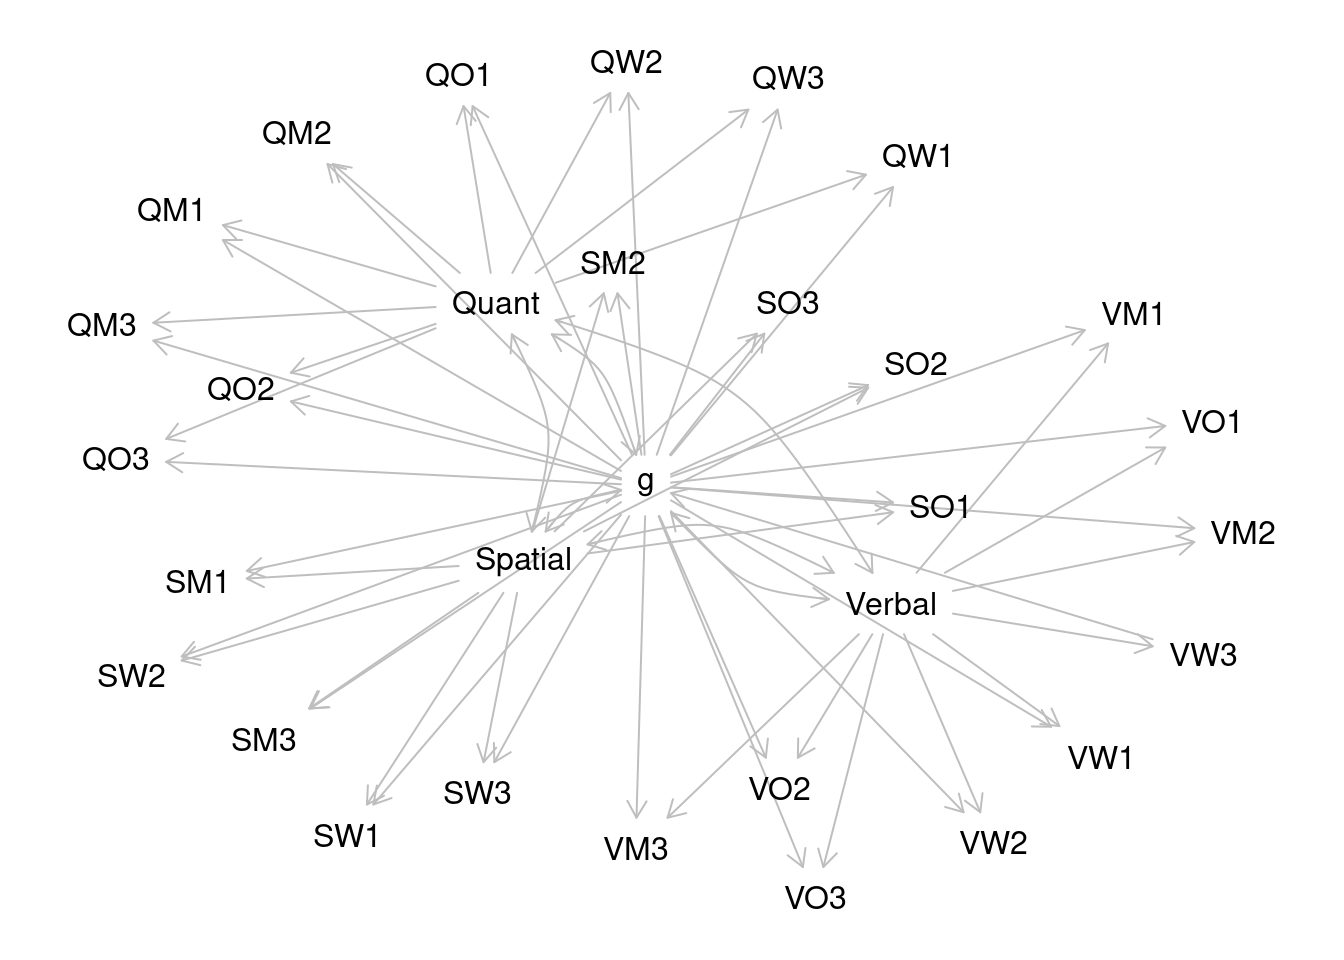 QW2
QO1
QW3
QM2
QW1
QM1
SM2
Quant
SO3
VM1
QM3
SO2
QO2
VO1
QO3
g
SO1
VM2
Spatial
SM1
Verbal
VW3
SW2
SM3
VW1
VO2
SW3
SW1
VW2
VM3
VO3